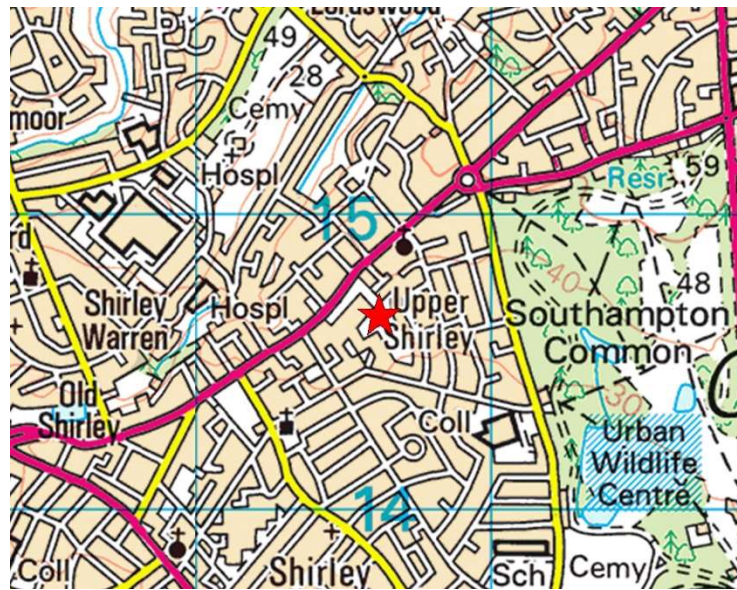 Lordswood
49
28
Cemy
moor
Hospl
Resr
59
15
rd
40
48
Shirley
Warren
Hospl
Upper
Shirley
Southampton
Common
30
Old
Shirley
Coll
Urban
Wildlife
Centre
14
Coll
Shirley
Sch
Cemy